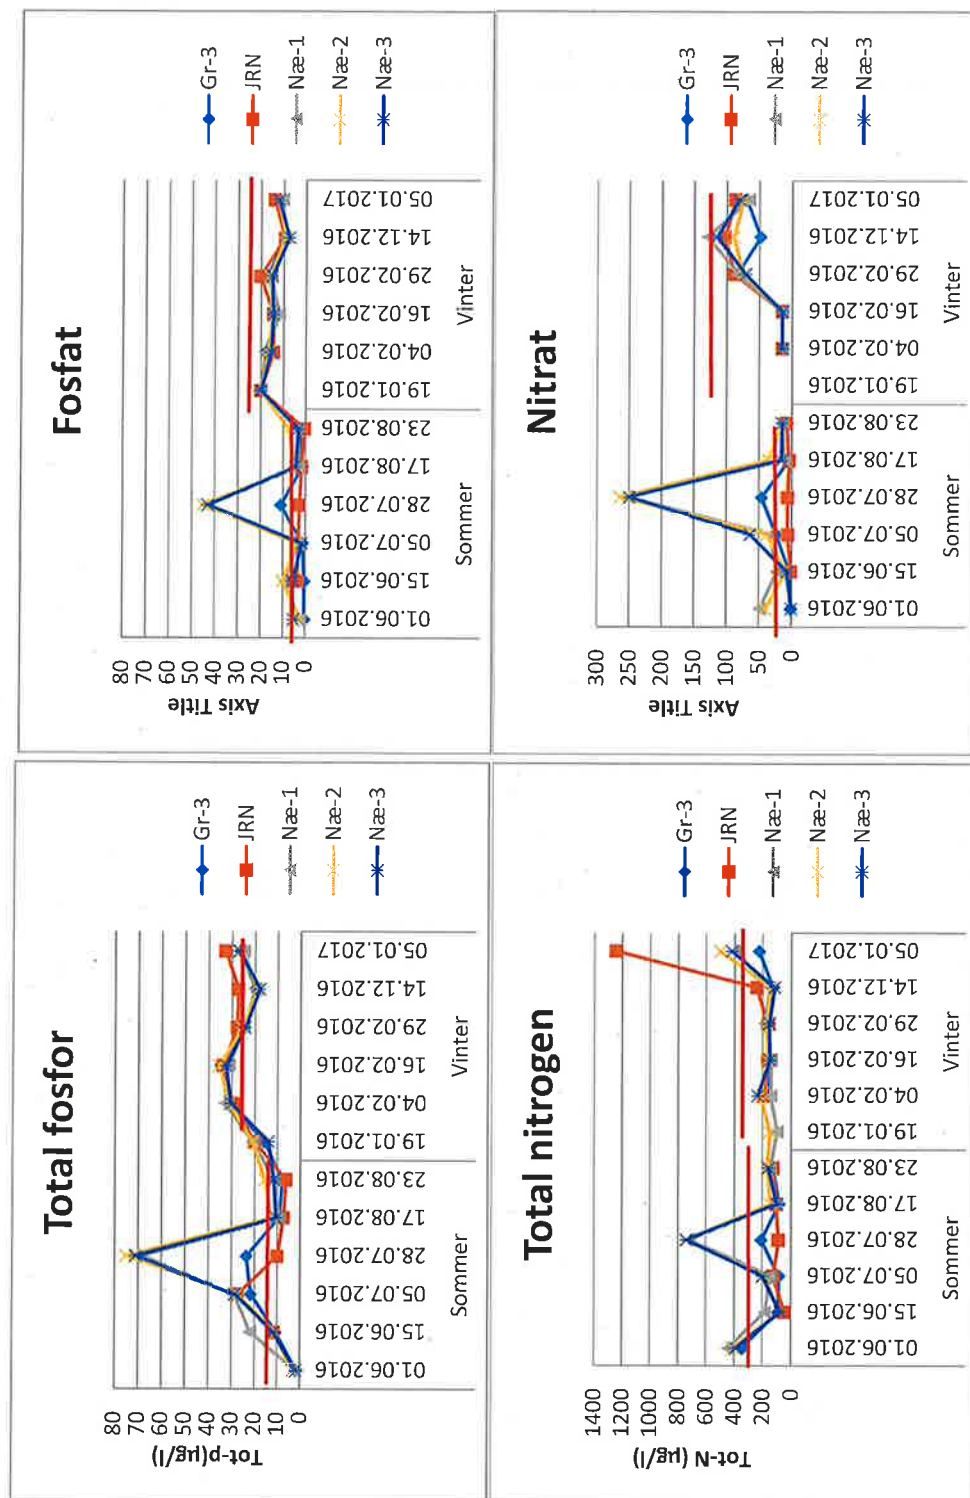 Total fosfor
Tot-p(µg/l)
80
70
60
50
40
30
20
10
0
01.06.2016
15.06.2016
05.07.2016
28.07.2016
17.08.2016
23.08.2016
19.01.2016
04.02.2016
16.02.2016
29.02.2016
14.12.2016
05.01.2017
Sommer
Vinter
Gr-3
JRN
Næ-1
Næ-2
Næ-3
Fosfat
Axis Title
80
70
60
50
40
30
20
10
0
01.06.2016
15.06.2016
05.07.2016
28.07.2016
17.08.2016
23.08.2016
19.01.2016
04.02.2016
16.02.2016
29.02.2016
14.12.2016
05.01.2017
Sommer
Vinter
Gr-3
JRN
Næ-1
Næ-2
Næ-3
Total nitrogen
Tot-N (µg/l)
1400
1200
1000
800
600
400
200
0
01.06.2016
15.06.2016
05.07.2016
28.07.2016
17.08.2016
23.08.2016
19.01.2016
04.02.2016
16.02.2016
29.02.2016
14.12.2016
05.01.2017
Sommer
Vinter
Gr-3
JRN
Næ-1
Næ-2
Næ-3
Nitrat
Axis Title
300
250
200
150
100
50
0
01.06.2016
15.06.2016
05.07.2016
28.07.2016
17.08.2016
23.08.2016
19.01.2016
04.02.2016
16.02.2016
29.02.2016
14.12.2016
05.01.2017
Sommer
Vinter
Gr-3
JRN
Næ-1
Næ-2
Næ-3